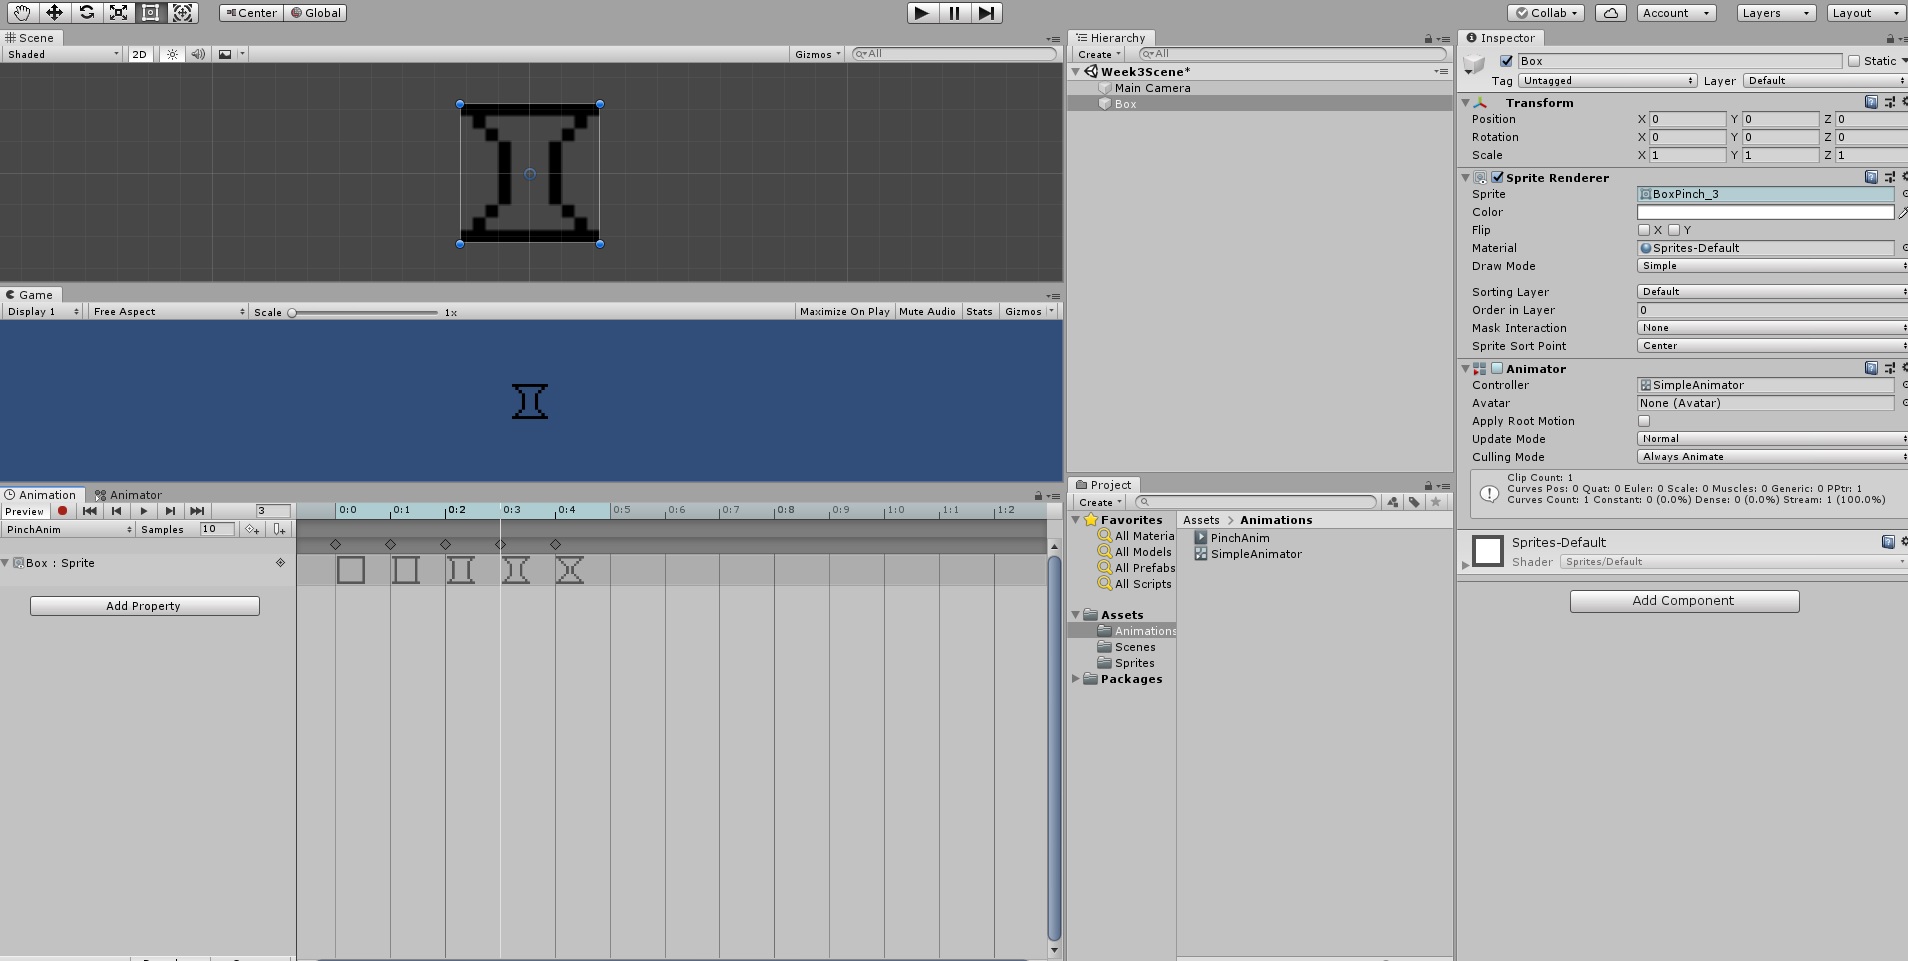 Center Global Collab Account Layers Layout
Scene
Shaded 2D Gizmos All
Game
Display 1 Free Aspect Scale 1x Maximize On Play Mute Audio Stats Gizmos
Animation Animator
Preview 3 0:0 0:1 0:2 0:3 0:4 0:5 0:6 0:7 0:8 0:9 1:0 1:1 1:2
PinchAnim Samples 10
Box : Sprite
Add Property
Hierarchy
Create All
Week3Scene*
Main Camera
Box
Project
Create
Favorites
All Materia
All Models
All Prefabs
All Scripts
Assets
Animations
Scenes
Sprites
Packages
Assets > Animations
PinchAnim
SimpleAnimator
Inspector
Box Static
Tag Untagged Layer Default
Transform
Position X 0 Y 0 Z 0
Rotation X 0 Y 0 Z 0
Scale X 1 Y 1 Z 1
Sprite Renderer
Sprite BoxPinch_3
Color
Flip X Y
Material Sprites-Default
Draw Mode Simple
Sorting Layer Default
Order in Layer 0
Mask Interaction None
Sprite Sort Point Center
Animator
Controller SimpleAnimator
Avatar None (Avatar)
Apply Root Motion
Update Mode Normal
Culling Mode Always Animate
Clip Count: 1
Curves Pos: 0 Quat: 0 Euler: 0 Scale: 0 Muscles: 0 Generic: 0 PPtr: 1
Curves Count: 1 Constant: 0 (0.0%) Dense: 0 (0.0%) Stream: 1 (100.0%)
Sprites-Default
Shader Sprites/Default
Add Component